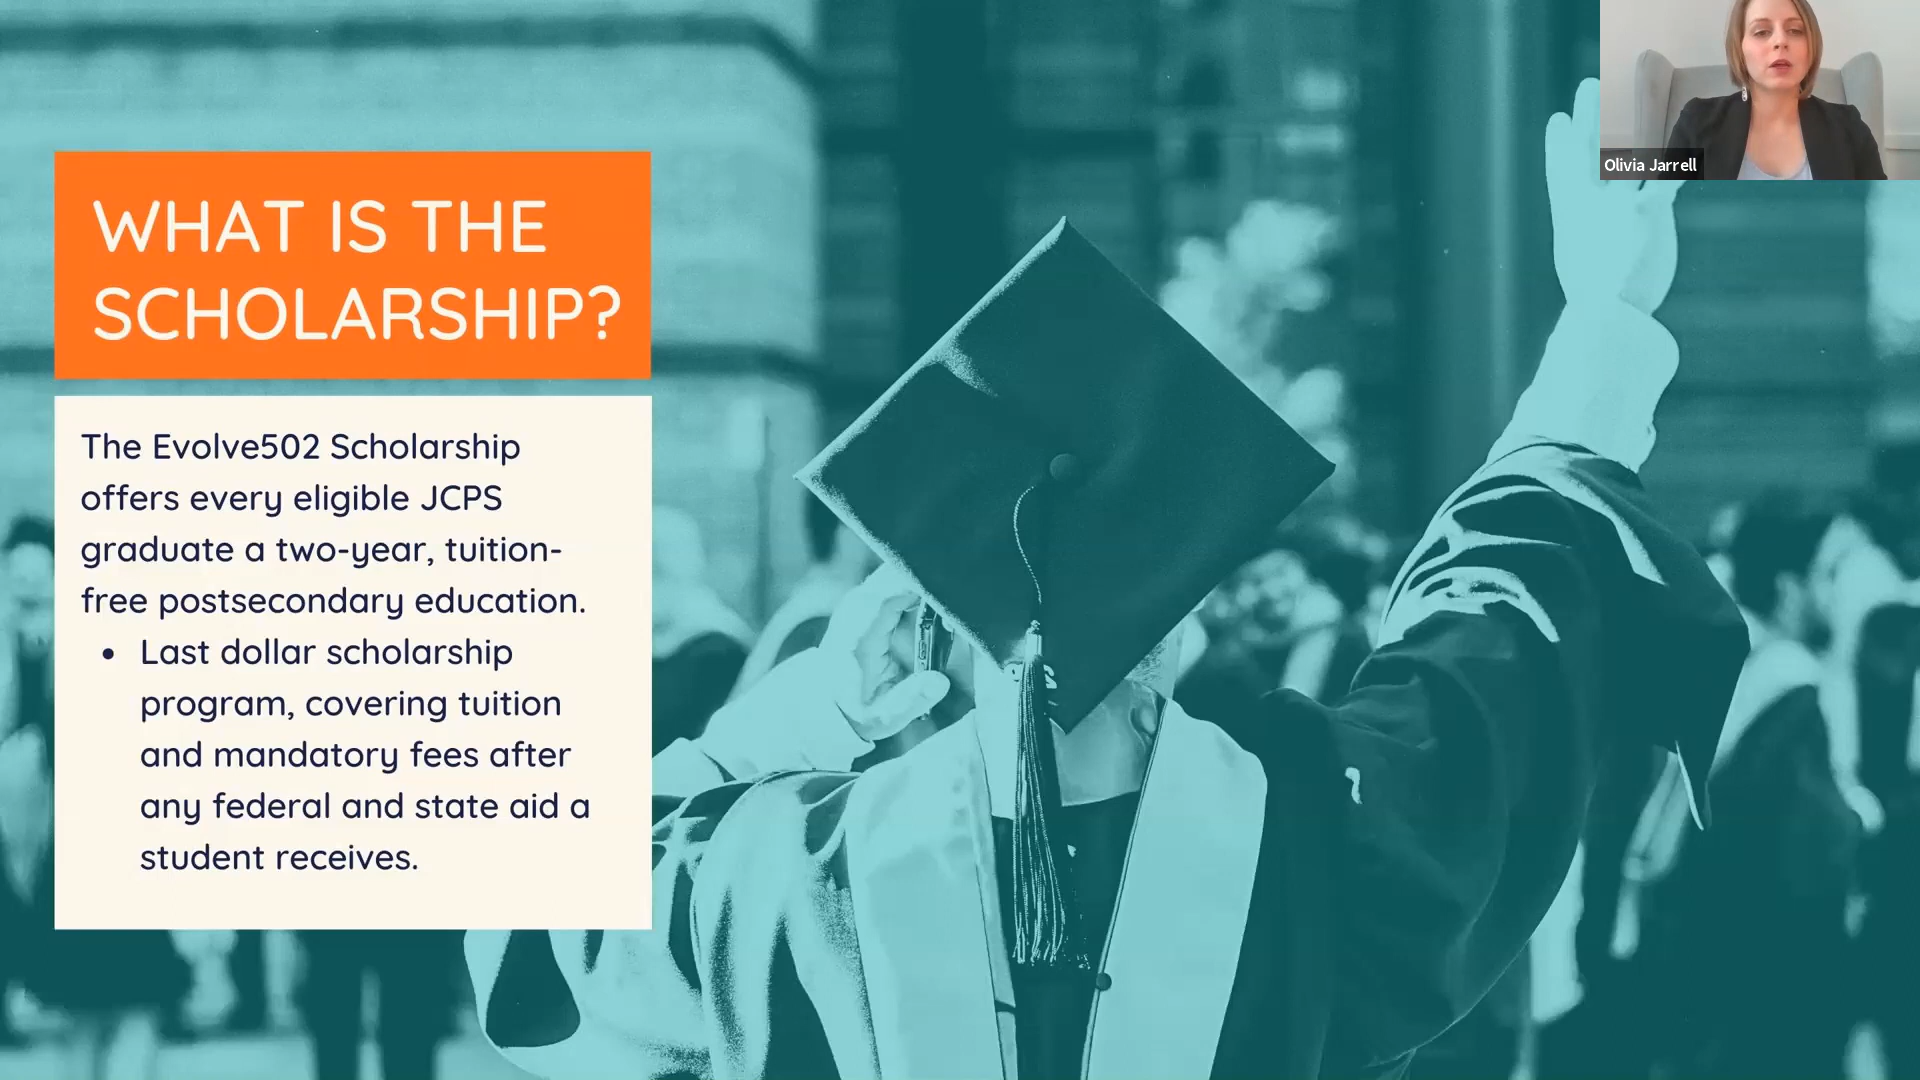 WHAT IS THE
SCHOLARSHIP?
The Evolve502 Scholarship
offers every eligible JCPS
graduate a two-year, tuition-
free postsecondary education.
• Last dollar scholarship
program, covering tuition
and mandatory fees after
any federal and state aid a
student receives.
Olivia Jarrell